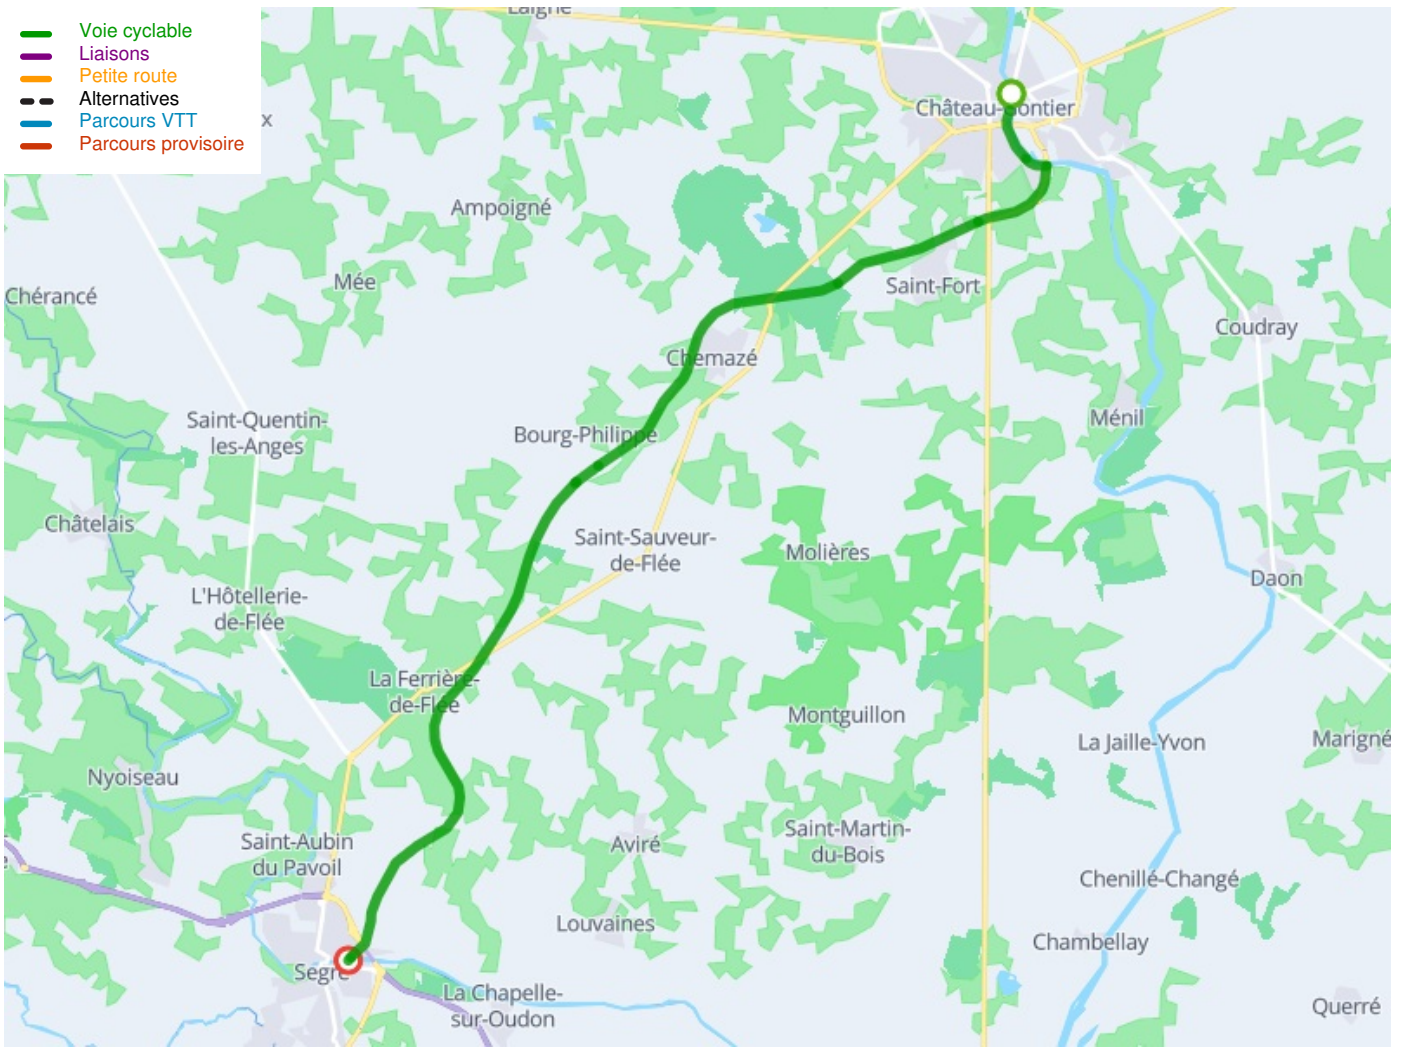 Laigné
Voie cyclable
Liaisons
Petite route
Alternatives
Parcours VTT
Parcours provisoire
x
Château-Gontier
Ampoigné
Mée
Chérancé
Saint-Fort
Coudray
Chemazé
Saint-Quentin-
les-Anges
Bourg-Philippe
Ménil
Châtelais
Saint-Sauveur-
de-Flée
Molières
Daon
L'Hôtellerie-
de-Flée
La Ferrière-
de-Flée
Montguillon
La Jaille-Yvon
Marigné
Nyoiseau
Saint-Aubin
du Pavoil
Aviré
Saint-Martin-
du-Bois
e
Chenillé-Changé
Louvaines
Chambellay
Segré
La Chapelle-
sur-Oudon
Querré